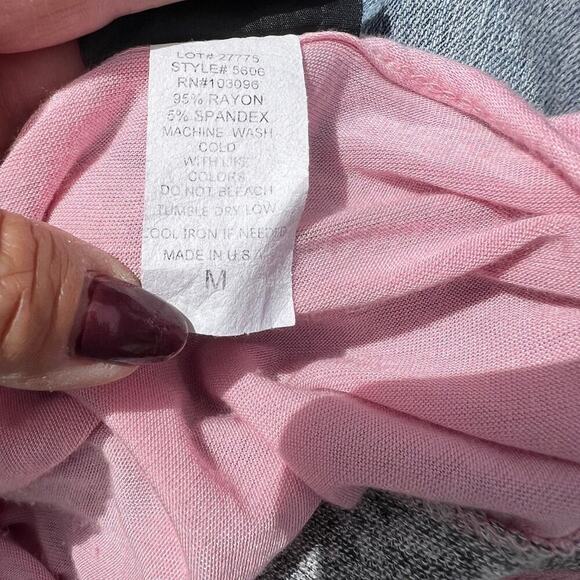 LOT# 27775
STYLE# 5606
RN#103096
95% RAYON
5% SPANDEX
MACHINE WASH
COLD
WITH LIKE
COLORS
DO NOT BLEACH
TUMBLE DRY LOW
COOL IRON IF NEEDED
MADE IN U.S.A
M